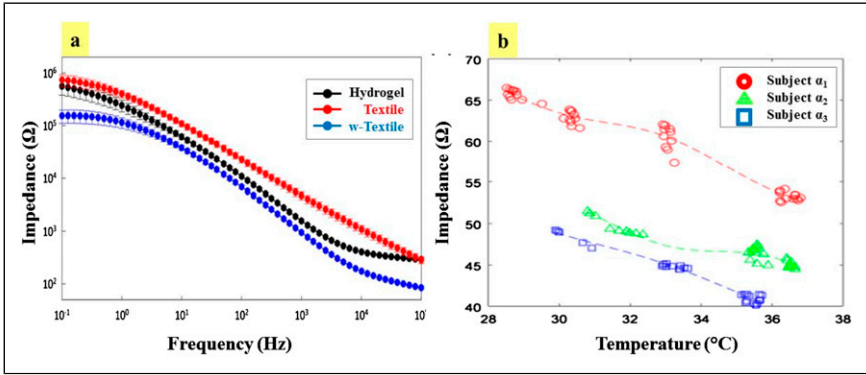 a
Impedance (Ω)
10⁶
10⁵
10⁴
10³
10²
Hydrogel
Textile
w-Textile
10⁻¹ 10⁰ 10¹ 10² 10³ 10⁴
Frequency (Hz)
b
Impedance (Ω)
70
65
60
55
50
45
40
Subject α₁
Subject α₂
Subject α₃
28 30 32 34 36 38
Temperature (°C)